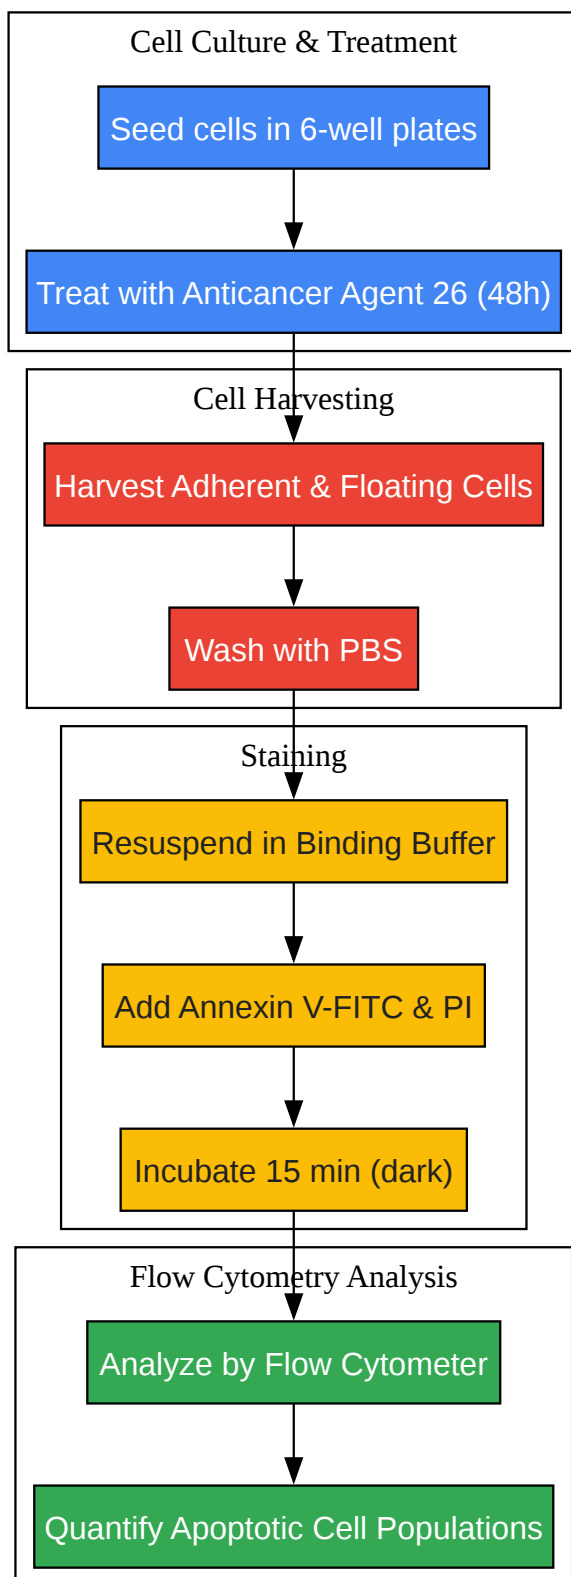 Cell Culture & Treatment
Seed cells in 6-well plates
Treat with Anticancer Agent 26 (48h)
Cell Harvesting
Harvest Adherent & Floating Cells
Wash with PBS
Staining
Resuspend in Binding Buffer
Add Annexin V-FITC & PI
Incubate 15 min (dark)
Flow Cytometry Analysis
Analyze by Flow Cytometer
Quantify Apoptotic Cell Populations